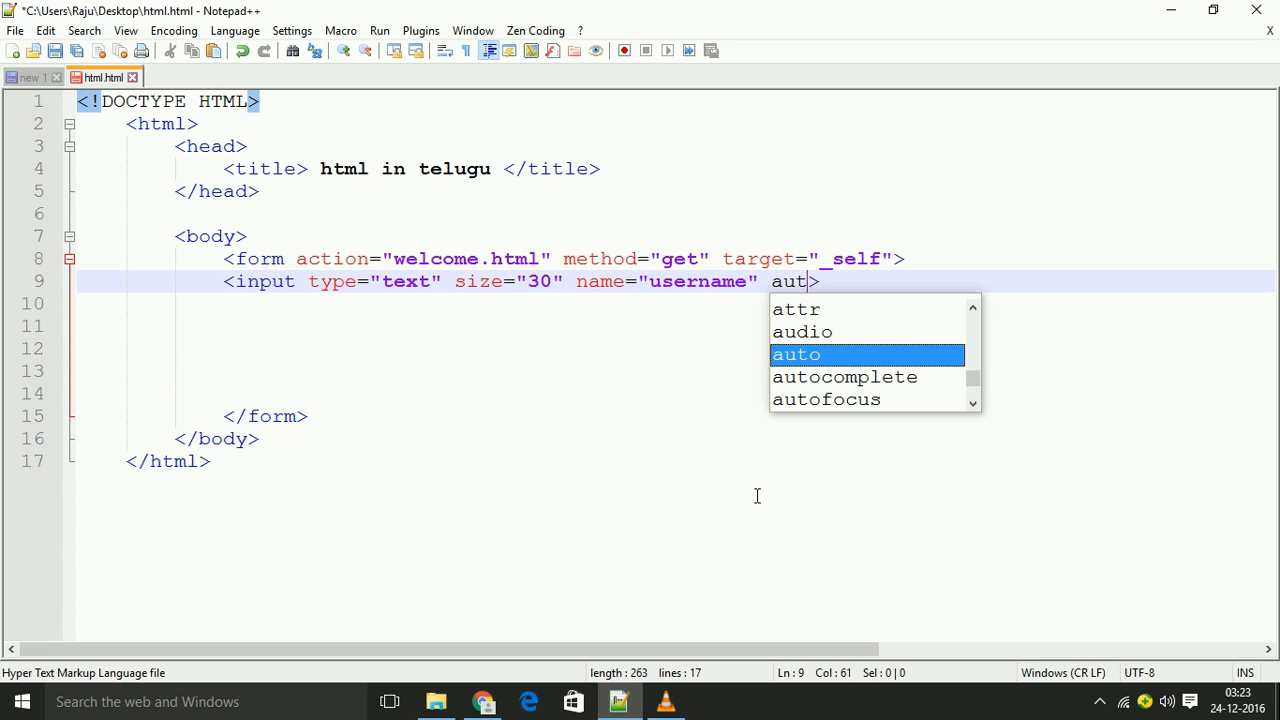 *C:\Users\Raju\Desktop\html.html - Notepad++
File Edit Search View Encoding Language Settings Macro Run Plugins Window Zen Coding ? X
new 1 html.html
1 <!DOCTYPE HTML>
2 <html>
3 <head>
4 <title> html in telugu </title>
5 </head>
6
7 <body>
8 <form action="welcome.html" method="get" target="_self">
9 <input type="text" size="30" name="username" aut>
10 attr
11 audio
12 auto
13 autocomplete
14 autofocus
15 </form>
16 </body>
17 </html>
Hyper Text Markup Language file length : 263 lines : 17 Ln : 9 Col : 61 Sel : 0 | 0 Windows (CR LF) UTF-8 INS
Search the web and Windows 03:23
24-12-2016